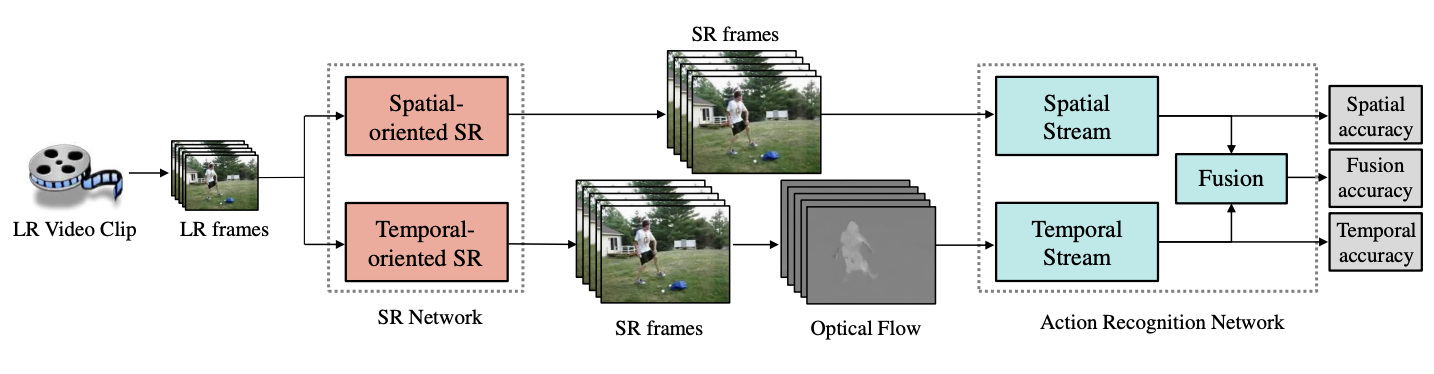 SR frames
Spatial-
oriented SR
Spatial
Stream
Spatial
accuracy
Fusion
Fusion
accuracy
LR Video Clip
LR frames
Temporal-
oriented SR
Temporal
Stream
Temporal
accuracy
SR Network
SR frames
Optical Flow
Action Recognition Network